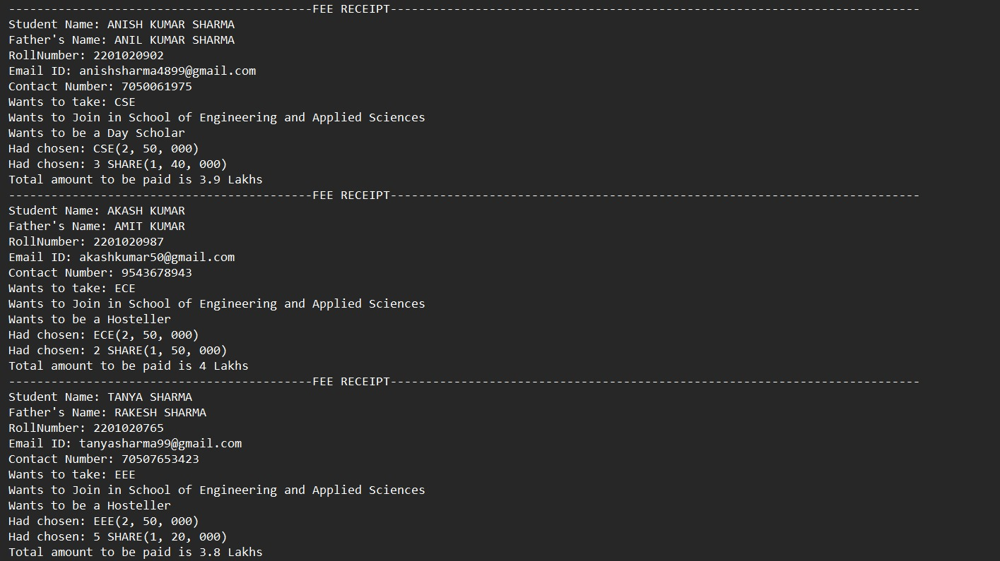 -------------------------------------------FEE RECEIPT---------------------------------------------------------------------------
Student Name: ANISH KUMAR SHARMA
Father's Name: ANIL KUMAR SHARMA
RollNumber: 2201020902
Email ID: anishsharma4899@gmail.com
Contact Number: 7050061975
Wants to take: CSE
Wants to Join in School of Engineering and Applied Sciences
Wants to be a Day Scholar
Had chosen: CSE(2, 50, 000)
Had chosen: 3 SHARE(1, 40, 000)
Total amount to be paid is 3.9 Lakhs
-------------------------------------------FEE RECEIPT---------------------------------------------------------------------------
Student Name: AKASH KUMAR
Father's Name: AMIT KUMAR
RollNumber: 2201020987
Email ID: akashkumar50@gmail.com
Contact Number: 9543678943
Wants to take: ECE
Wants to Join in School of Engineering and Applied Sciences
Wants to be a Hosteller
Had chosen: ECE(2, 50, 000)
Had chosen: 2 SHARE(1, 50, 000)
Total amount to be paid is 4 Lakhs
-------------------------------------------FEE RECEIPT---------------------------------------------------------------------------
Student Name: TANYA SHARMA
Father's Name: RAKESH SHARMA
RollNumber: 2201020765
Email ID: tanyasharma99@gmail.com
Contact Number: 70507653423
Wants to take: EEE
Wants to Join in School of Engineering and Applied Sciences
Wants to be a Hosteller
Had chosen: EEE(2, 50, 000)
Had chosen: 5 SHARE(1, 20, 000)
Total amount to be paid is 3.8 Lakhs